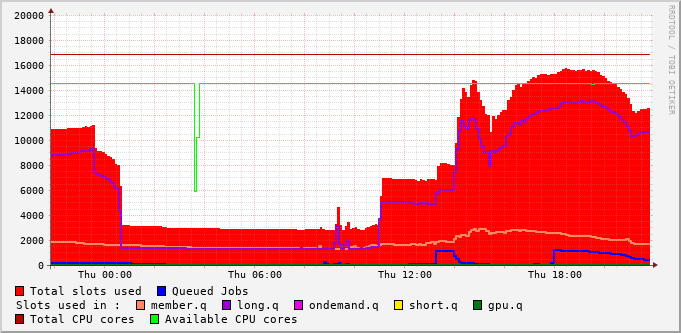 20000
18000
16000
14000
12000
10000
8000
6000
4000
2000
0
Thu 00:00 Thu 06:00 Thu 12:00 Thu 18:00
RRDTOOL / TOBI OETIKER
Total slots used Queued Jobs
Slots used in : member.q long.q ondemand.q short.q gpu.q
Total CPU cores Available CPU cores